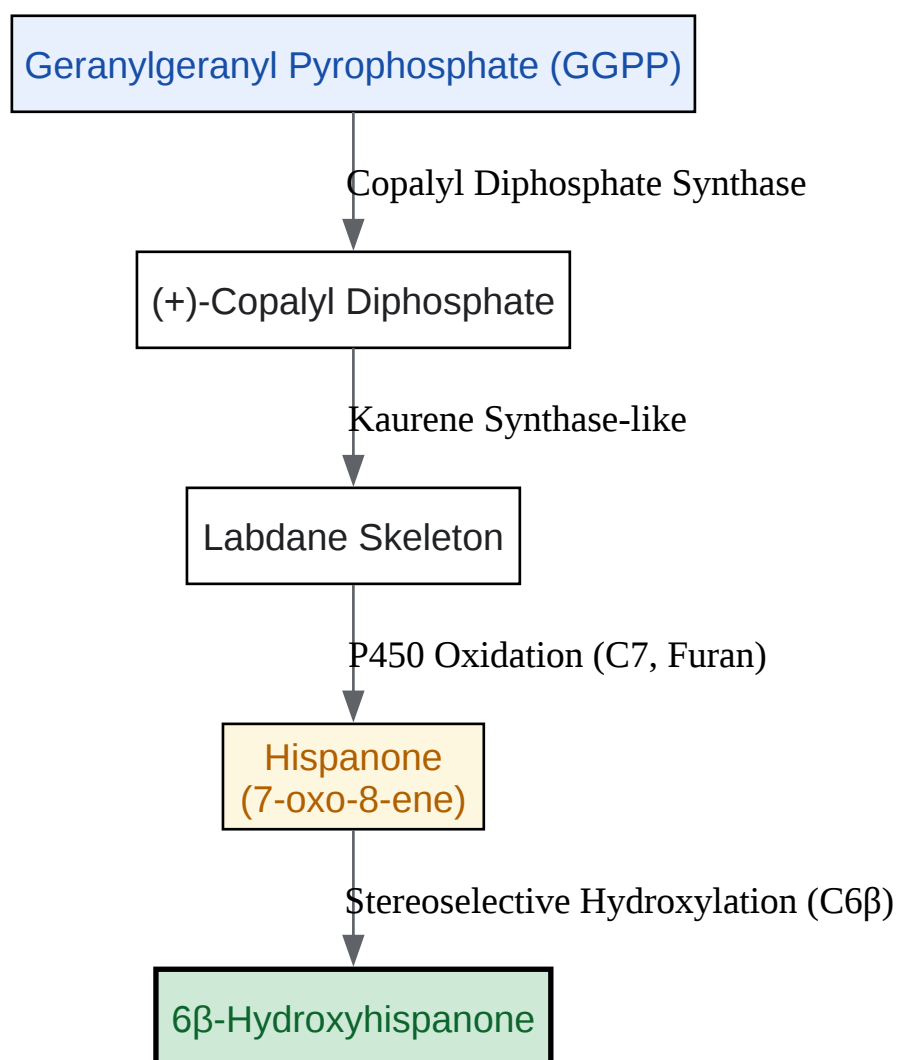 Geranylgeranyl Pyrophosphate (GGPP)
Copalyl Diphosphate Synthase
(+)-Copalyl Diphosphate
Kaurene Synthase-like
Labdane Skeleton
P450 Oxidation (C7, Furan)
Hispanone
(7-oxo-8-ene)
Stereoselective Hydroxylation (C6β)
6β-Hydroxyhispanone